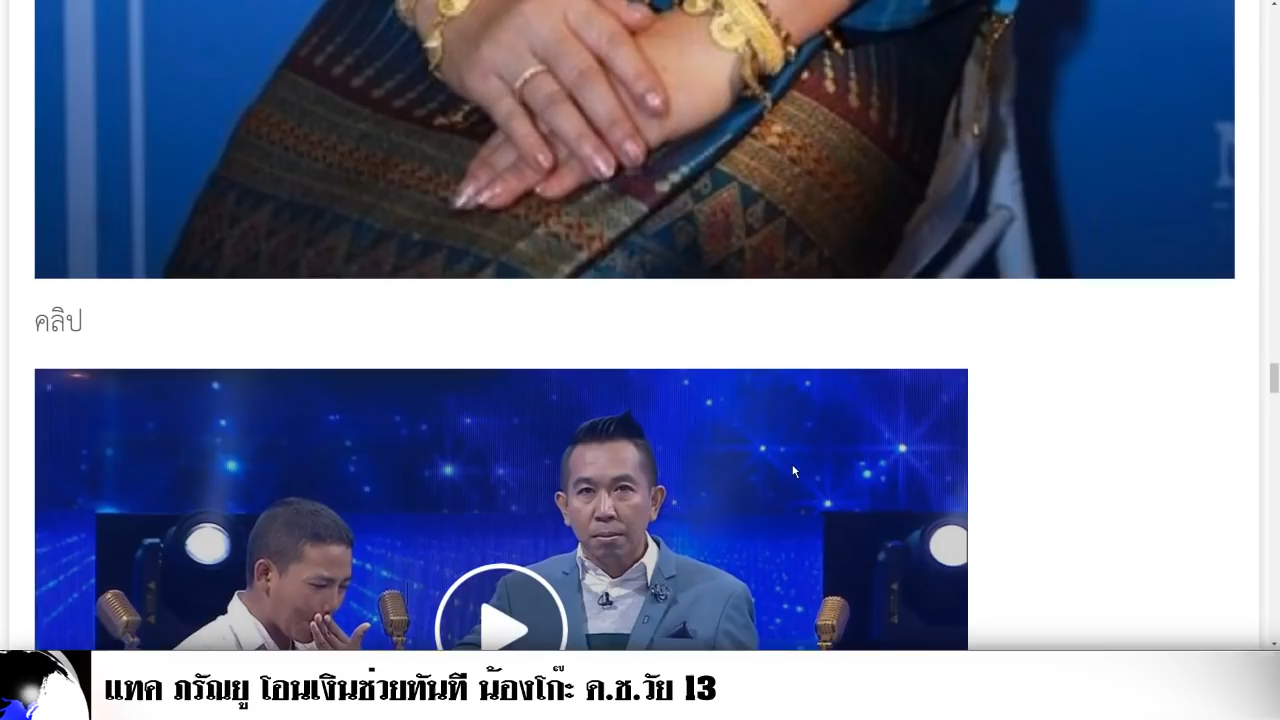 คลิป
แทค ภรัณยู โอนเงินช่วยทันที น้องโก๊ะ ด.ช.วัย 13